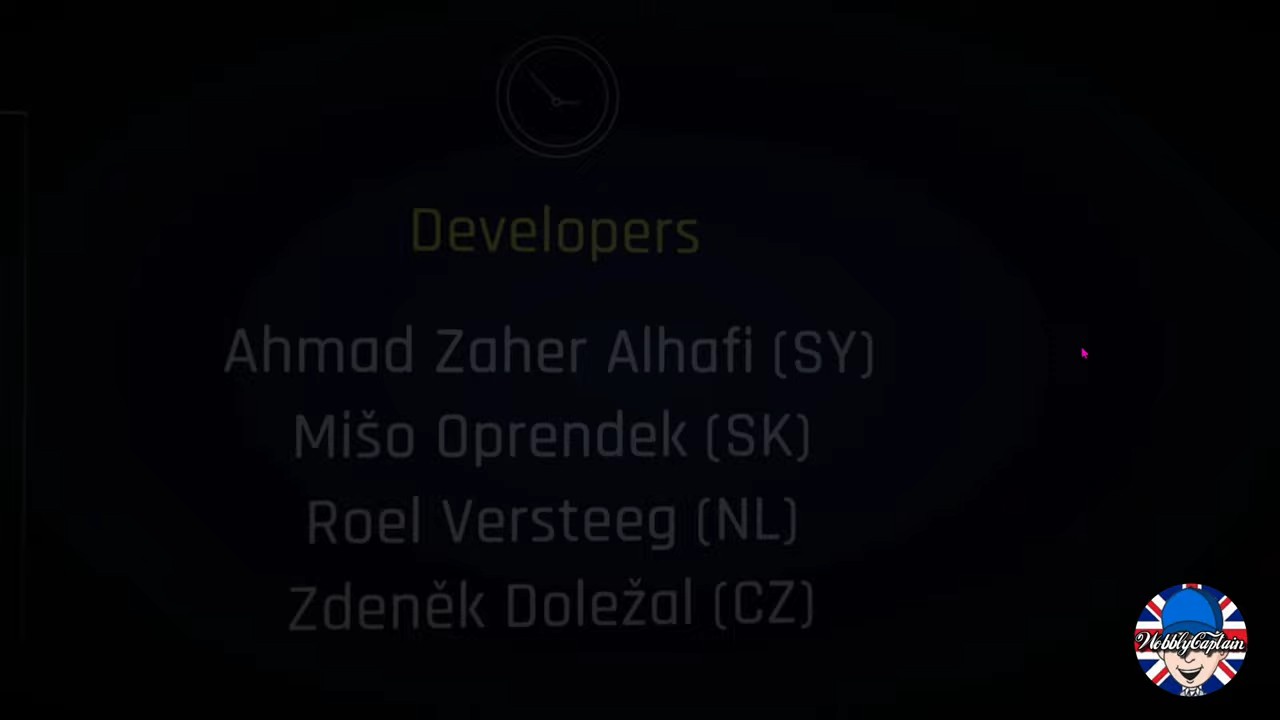 Developers
Ahmad Zaher Alhafi (SY)
Mišo Oprendek (SK)
Roel Versteeg (NL)
Zdeněk Doležal (CZ)
WobblyCaptain